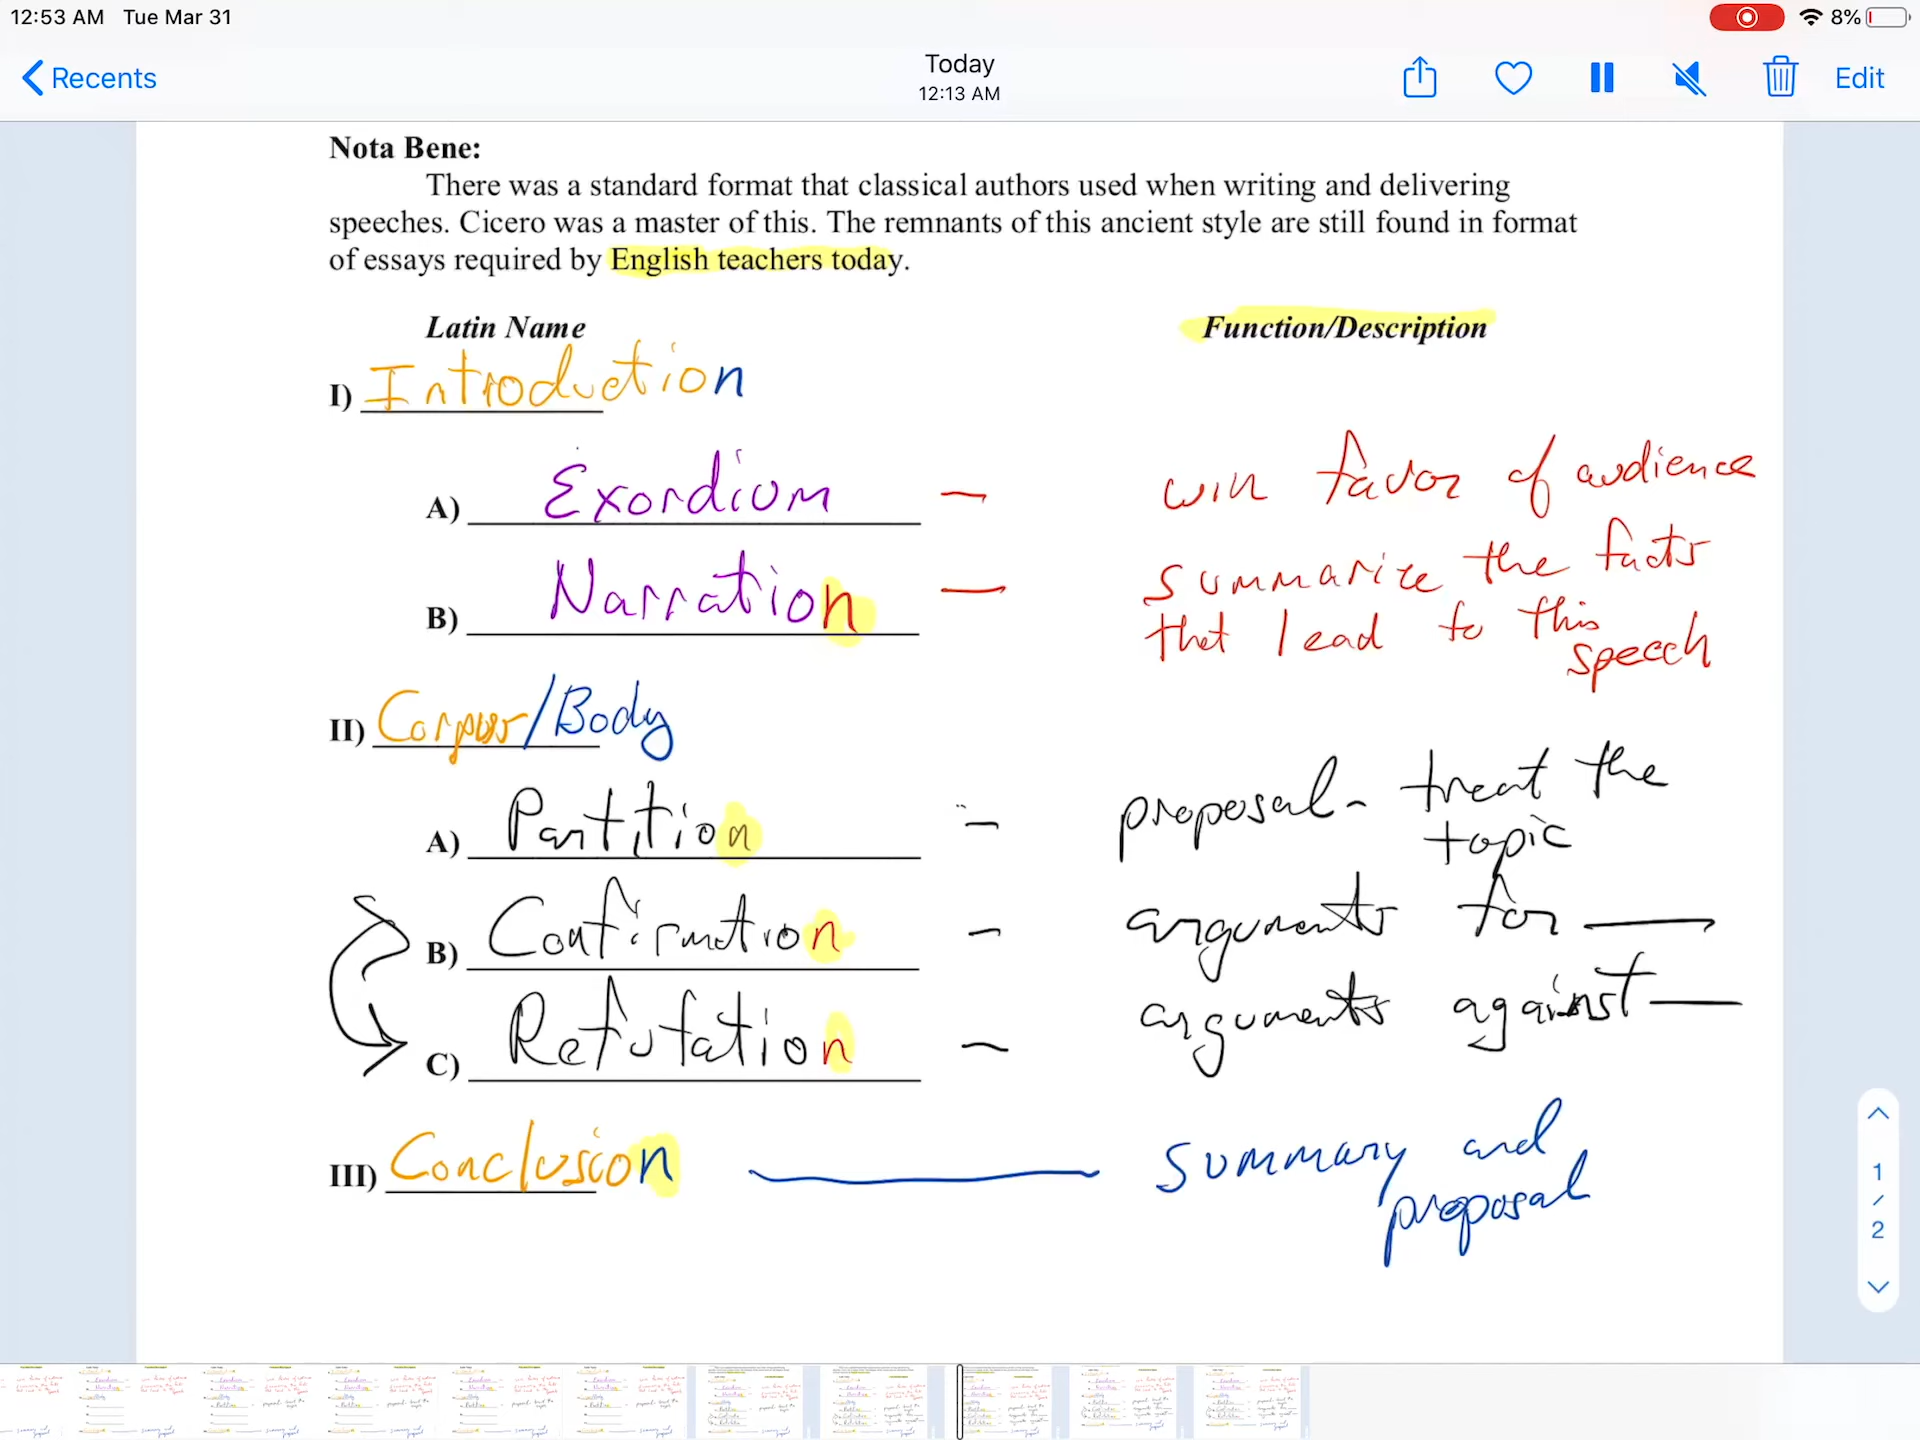 12:53 AM Tue Mar 31 8%
Recents Today Edit
12:13 AM
Nota Bene:
There was a standard format that classical authors used when writing and delivering
speeches. Cicero was a master of this. The remnants of this ancient style are still found in format
of essays required by English teachers today.
Latin Name Function/Description
I) Introduction
A) Exordium – win favor of audience
B) Narration – summarize the facts
that lead to this
speech
II) Corpus/Body
A) Partition – proposal - treat the
topic
B) Confirmation – arguments for
C) Refutation – arguments against
III) Conclusion summary and
proposal
1
/
2